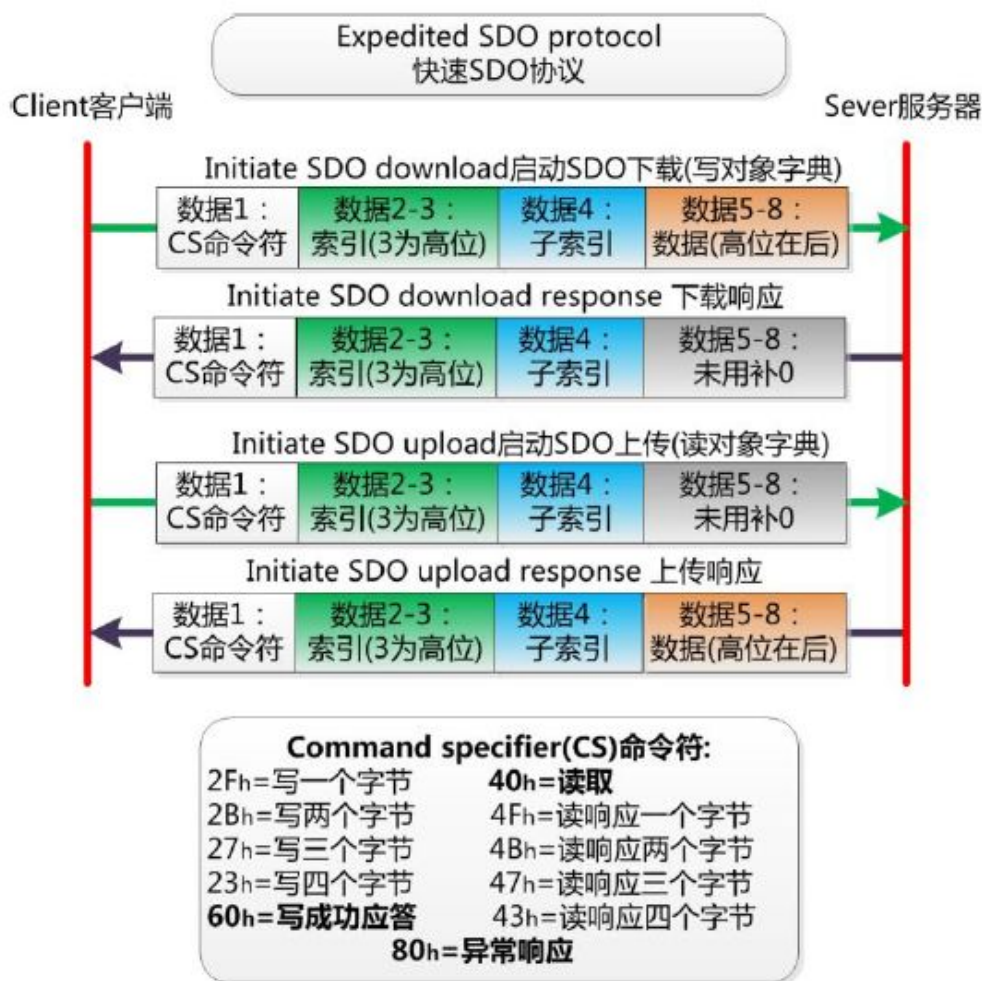 Expedited SDO protocol
快速SDO协议
Client客户端
Sever服务器
Initiate SDO download启动SDO下载(写对象字典)
数据1： 数据2-3： 数据4： 数据5-8：
CS命令符 索引(3为高位) 子索引 数据(高位在后)
Initiate SDO download response 下载响应
数据1： 数据2-3： 数据4： 数据5-8：
CS命令符 索引(3为高位) 子索引 未用补0
Initiate SDO upload启动SDO上传(读对象字典)
数据1： 数据2-3： 数据4： 数据5-8：
CS命令符 索引(3为高位) 子索引 未用补0
Initiate SDO upload response 上传响应
数据1： 数据2-3： 数据4： 数据5-8：
CS命令符 索引(3为高位) 子索引 数据(高位在后)
Command specifier(CS)命令符:
2Fh=写一个字节 40h=读取
2Bh=写两个字节 4Fh=读响应一个字节
27h=写三个字节 4Bh=读响应两个字节
23h=写四个字节 47h=读响应三个字节
60h=写成功应答 43h=读响应四个字节
80h=异常响应